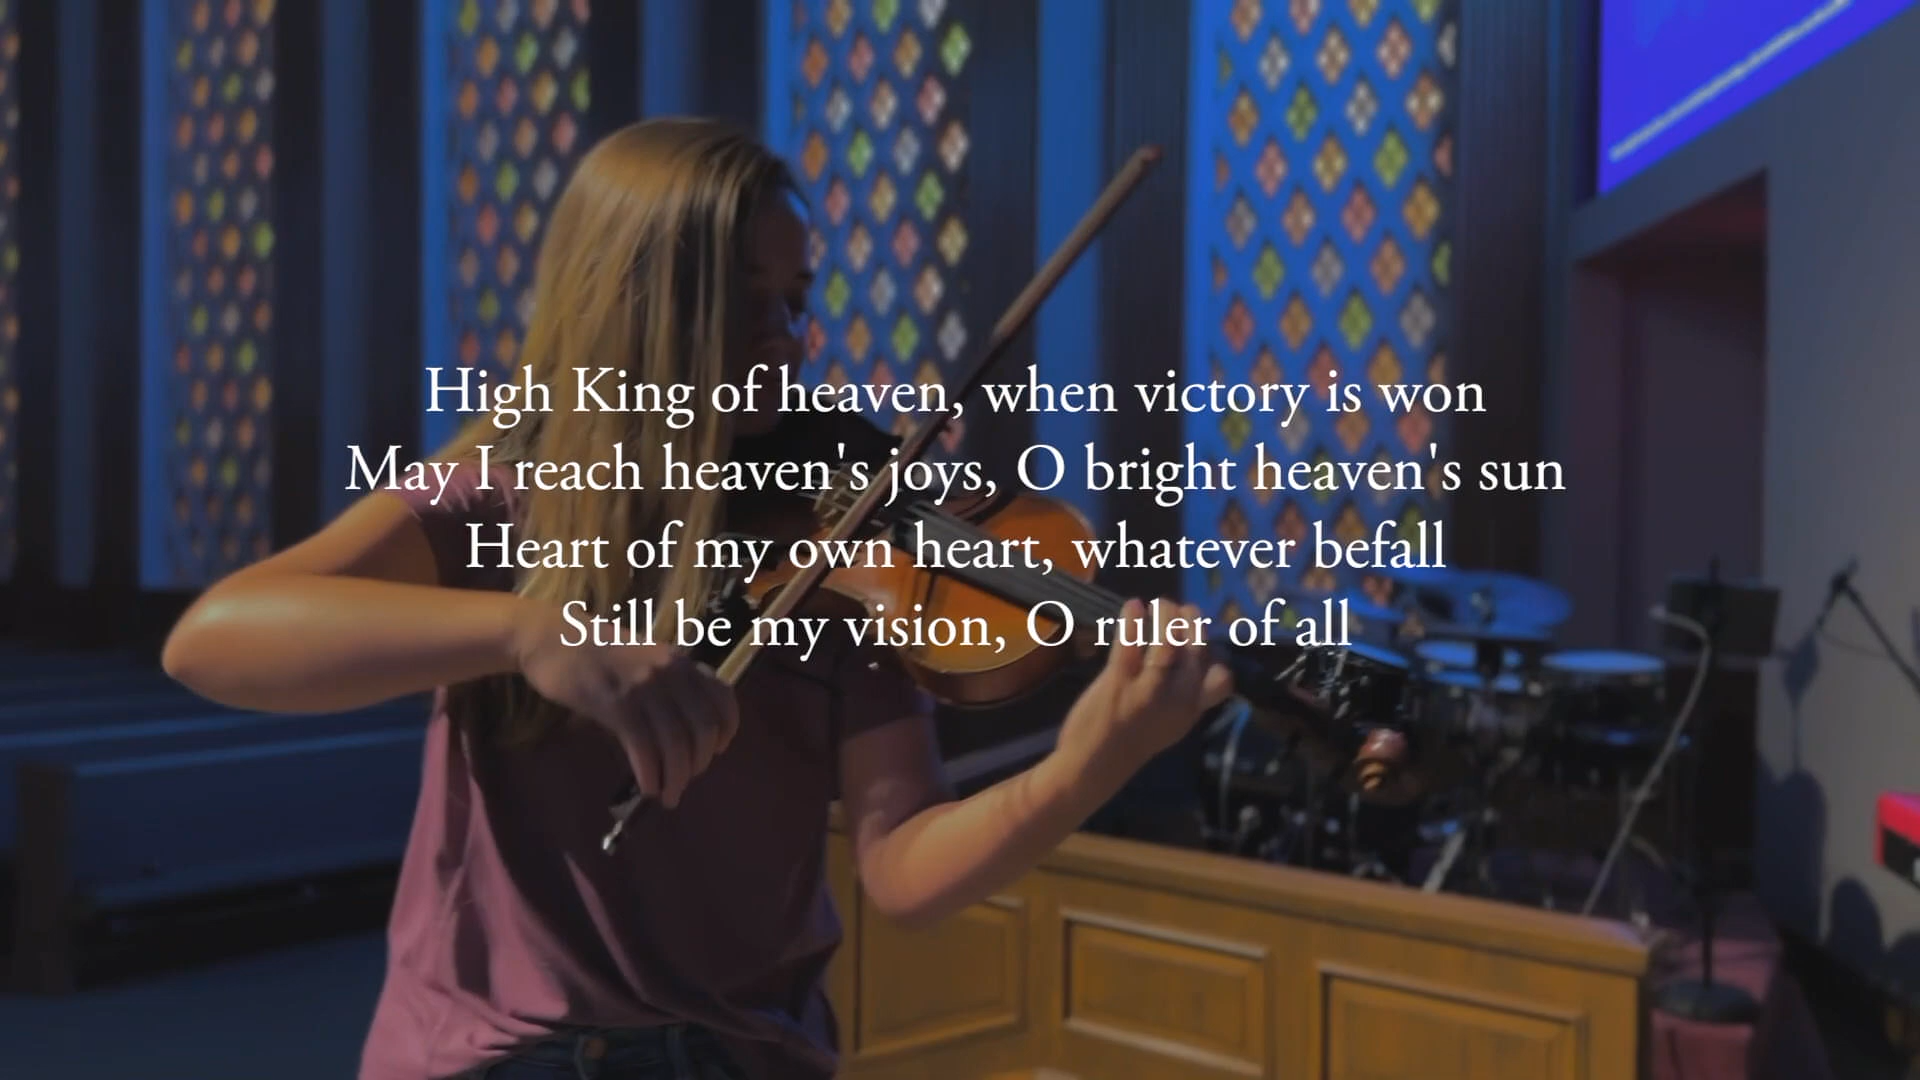 High King of heaven, when victory is won
May I reach heaven's joys, O bright heaven's sun
Heart of my own heart, whatever befall
Still be my vision, O ruler of all